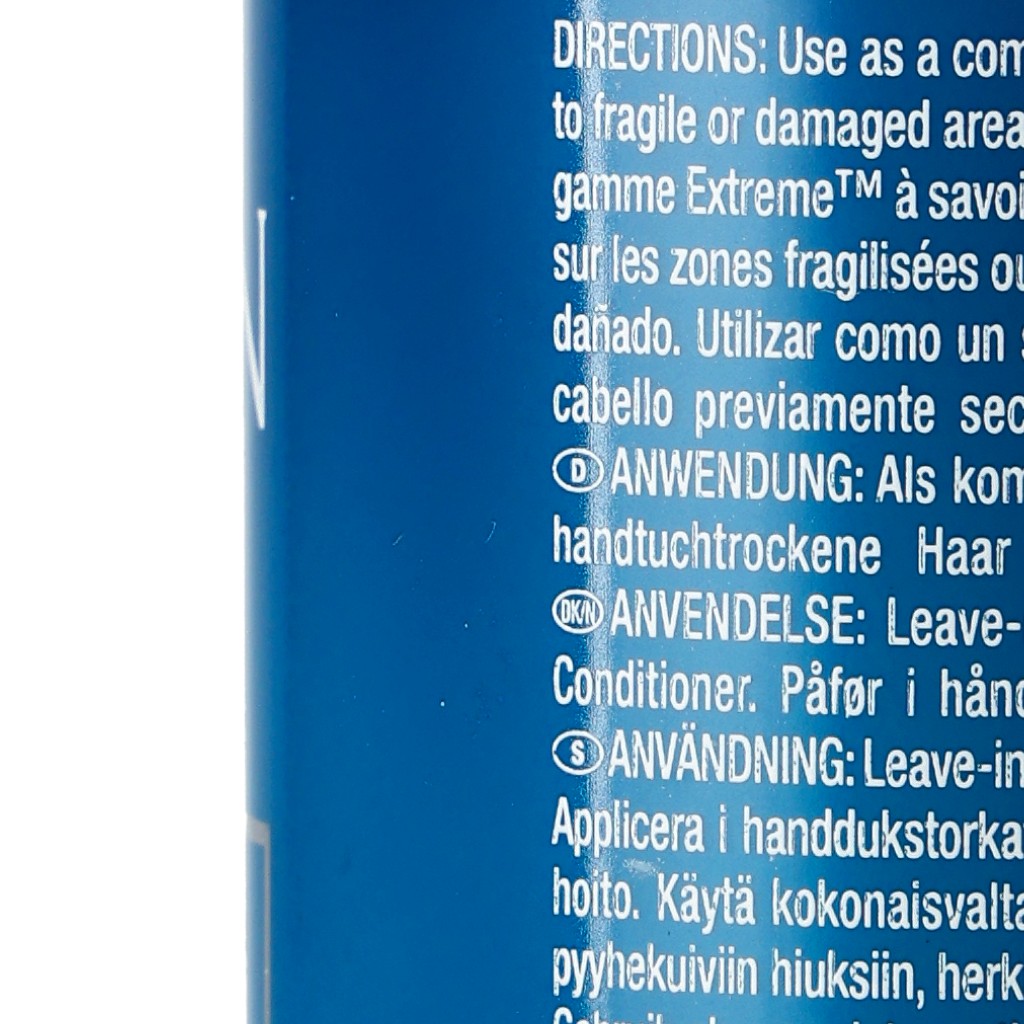 DIRECTIONS: Use as a com
to fragile or damaged area
gamme Extreme™ à savoi
sur les zones fragilisées ou
dañado. Utilizar como un
cabello previamente sec
D ANWENDUNG: Als kom
handtuchtrockene Haar
DK/N ANVENDELSE: Leave-
Conditioner. Påfør i hånd
S ANVÄNDNING: Leave-in
Applicera i handdukstorka
hoito. Käytä kokonaisvalta
pyyhekuiviin hiuksiin, herk
N